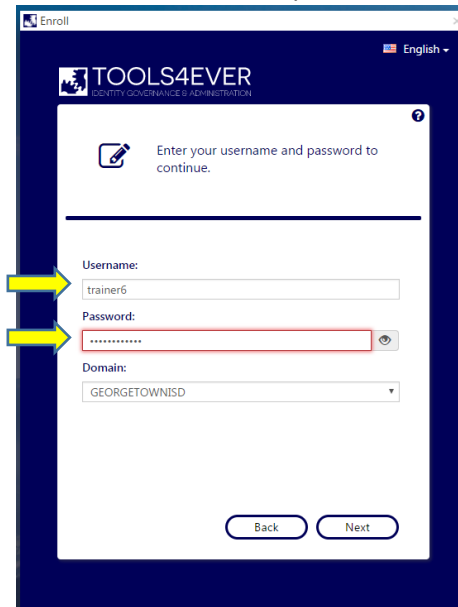 Enroll
English
TOOLS4EVER
IDENTITY GOVERNANCE & ADMINISTRATION
Enter your username and password to
continue.
Username:
trainer6
Password:
••••••••••••
Domain:
GEORGETOWNISD
Back Next